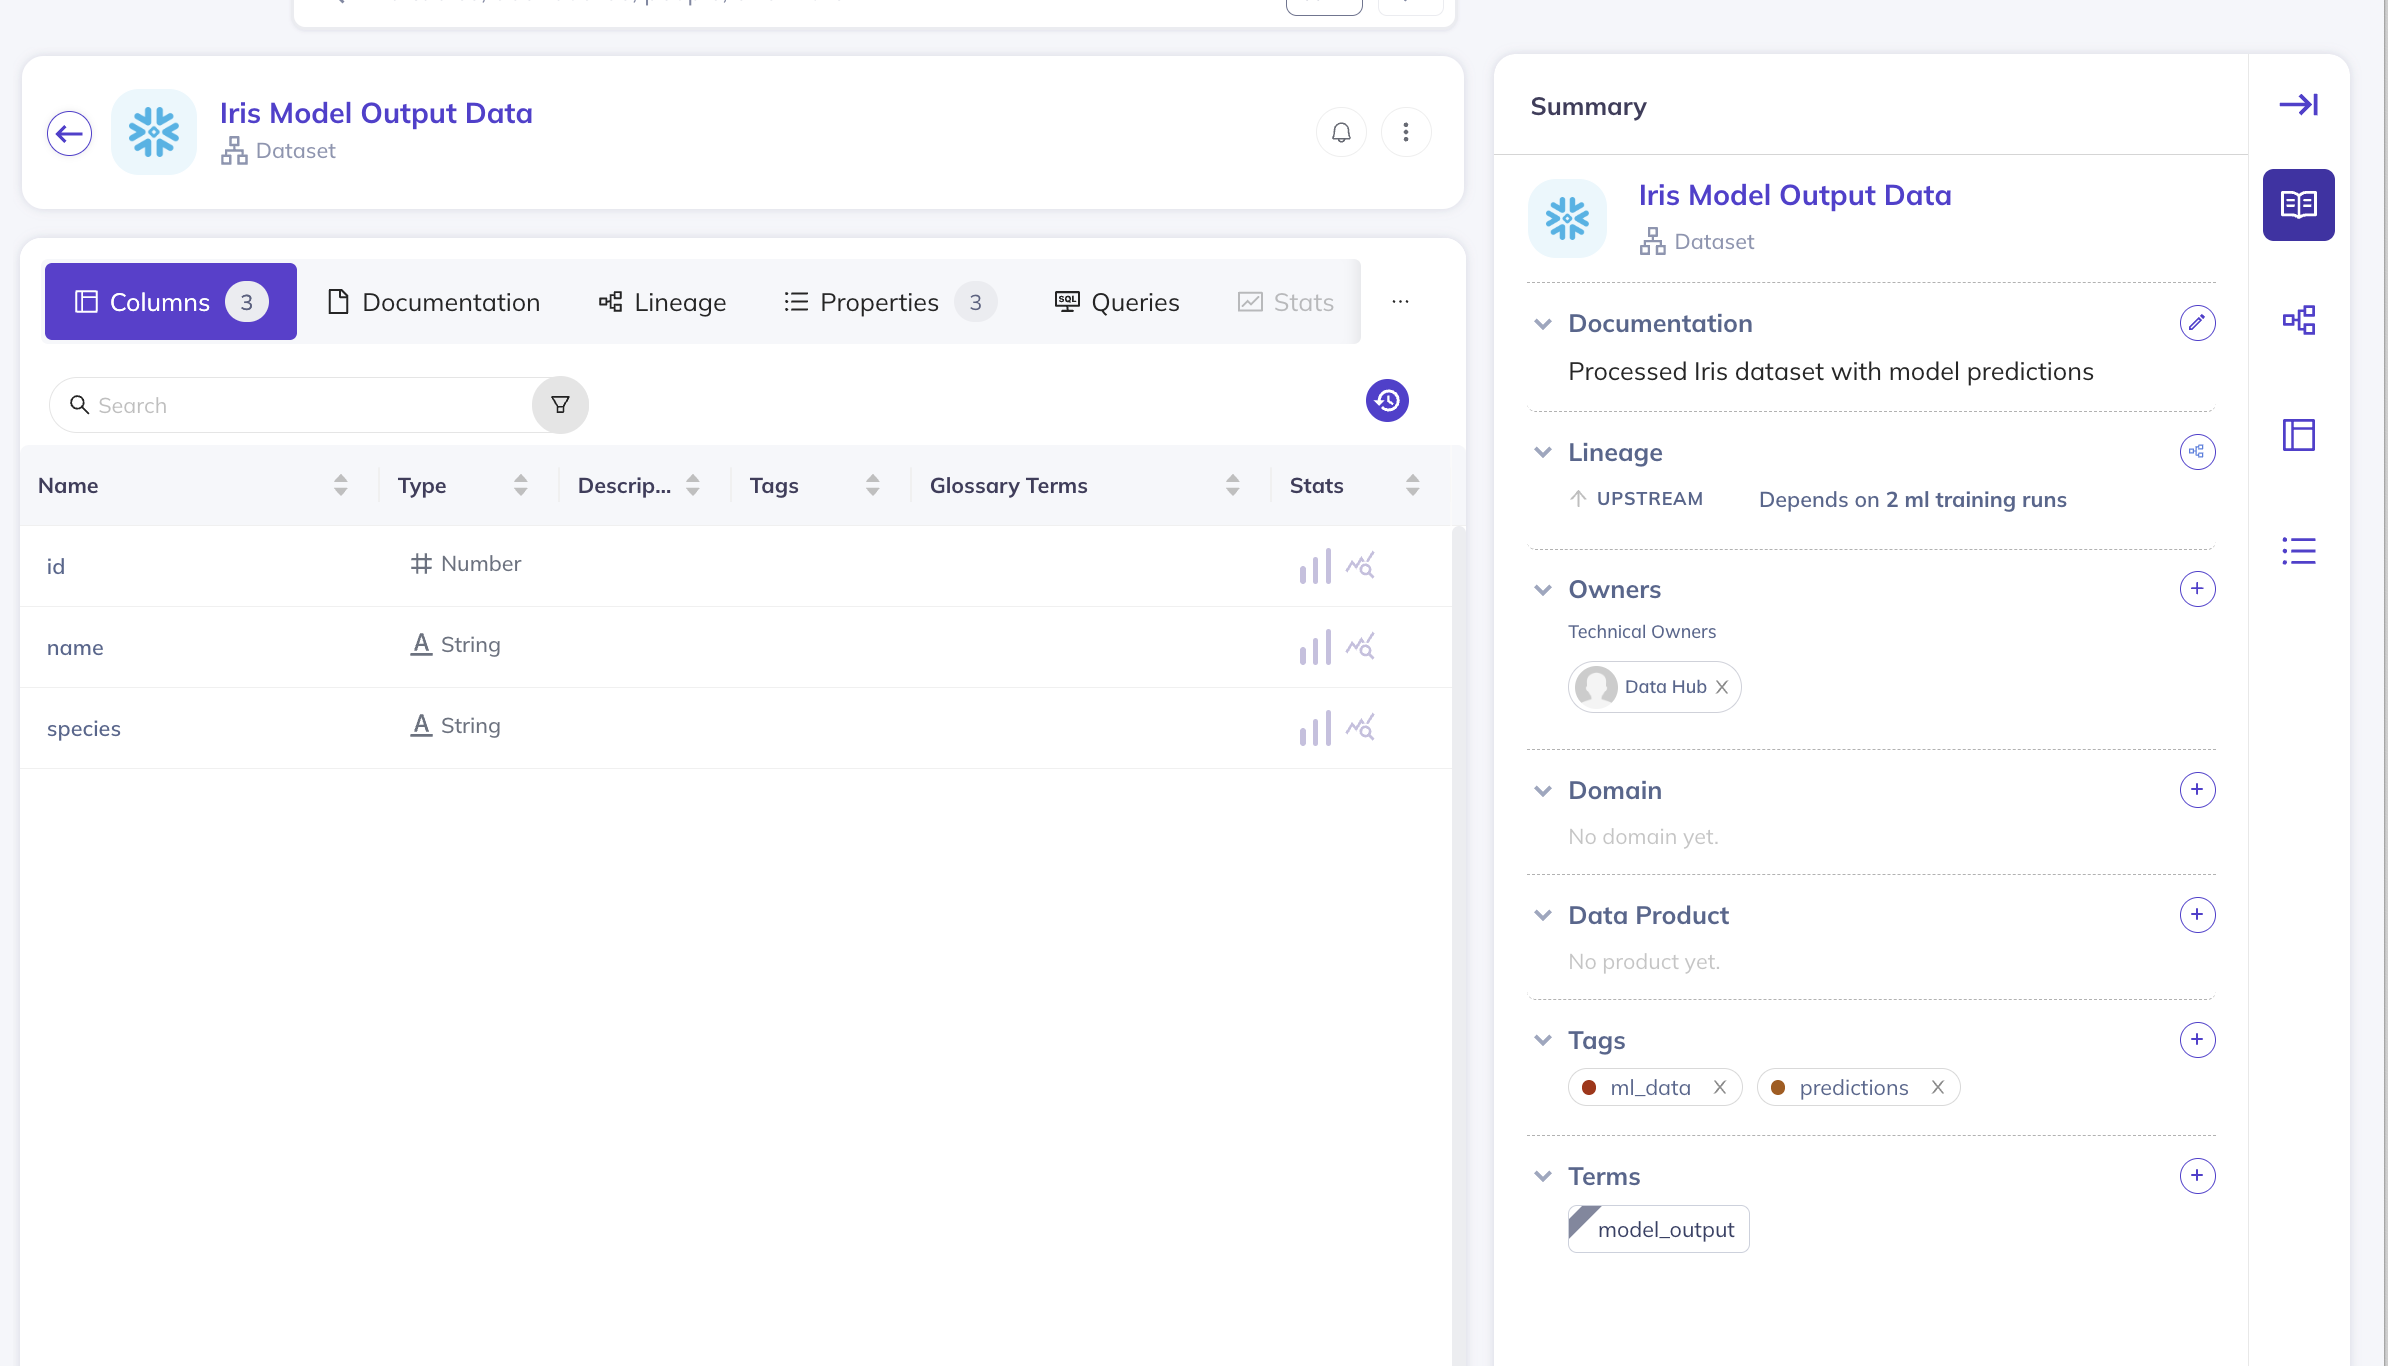 Iris Model Output Data
Dataset
Columns 3
Documentation
Lineage
Properties 3
Queries
Stats
Search
Name
Type
Descrip...
Tags
Glossary Terms
Stats
id
Number
name
String
species
String
Summary
Iris Model Output Data
Dataset
Documentation
Processed Iris dataset with model predictions
Lineage
UPSTREAM
Depends on 2 ml training runs
Owners
Technical Owners
Data Hub
Domain
No domain yet.
Data Product
No product yet.
Tags
ml_data
predictions
Terms
model_output